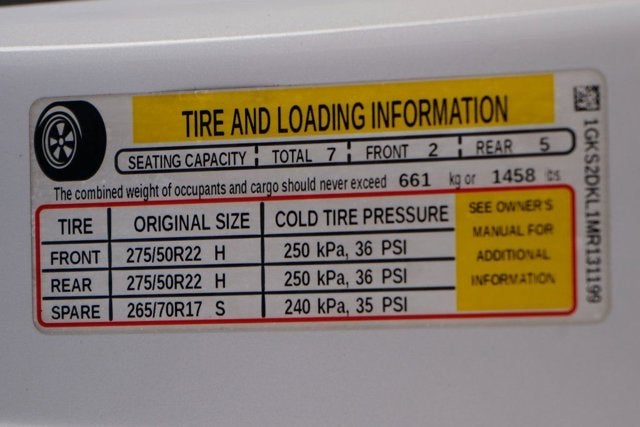 TIRE AND LOADING INFORMATION
SEATING CAPACITY TOTAL 7 FRONT 2 REAR 5
The combined weight of occupants and cargo should never exceed 661 kg or 1458 lbs
TIRE ORIGINAL SIZE COLD TIRE PRESSURE
FRONT 275/50R22 H 250 kPa, 36 PSI
REAR 275/50R22 H 250 kPa, 36 PSI
SPARE 265/70R17 S 240 kPa, 35 PSI
SEE OWNER'S
MANUAL FOR
ADDITIONAL
INFORMATION
1GKS2DKL1MR131199